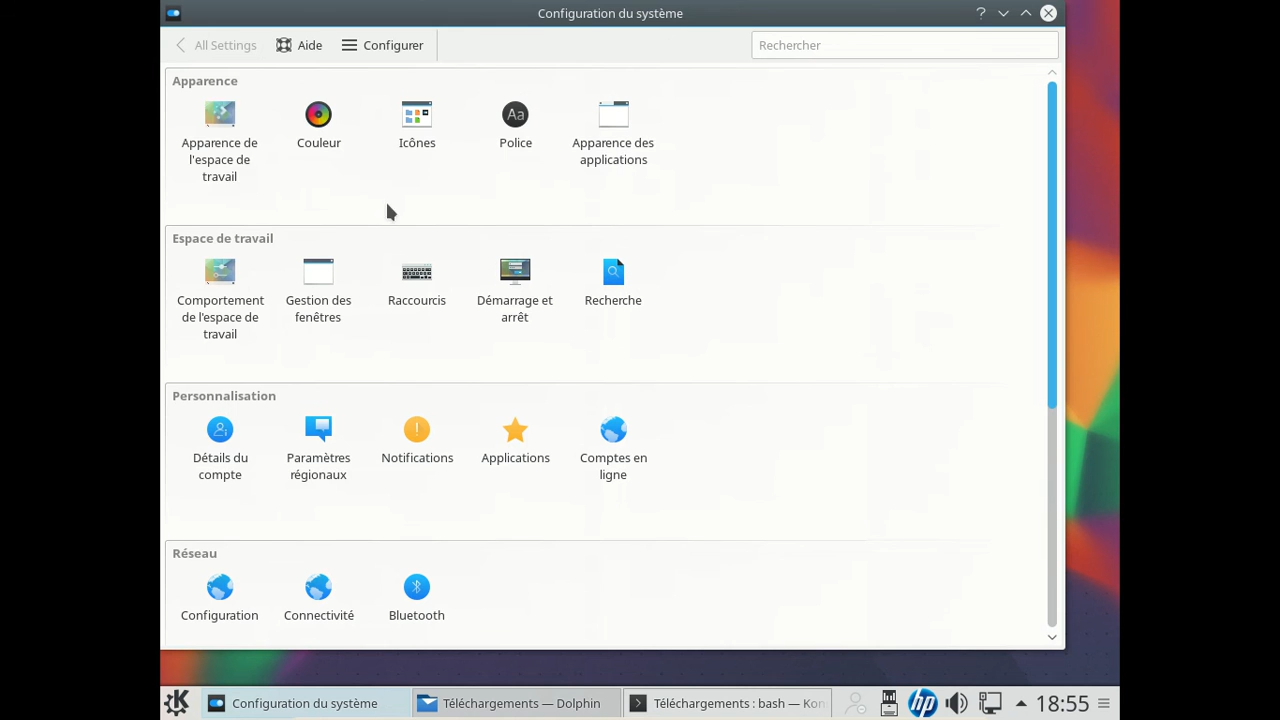 Configuration du système
All Settings
Aide
Configurer
Rechercher
Apparence
Apparence de
l'espace de
travail
Couleur
Icônes
Aa
Police
Apparence des
applications
Espace de travail
Comportement
de l'espace de
travail
Gestion des
fenêtres
Raccourcis
Démarrage et
arrêt
Recherche
Personnalisation
Détails du
compte
Paramètres
régionaux
Notifications
Applications
Comptes en
ligne
Réseau
Configuration
Connectivité
Bluetooth
Configuration du système
Téléchargements — Dolphin
Téléchargements : bash — Kon
hp
18:55